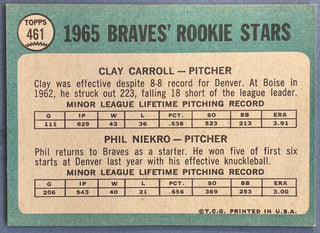 TOPPS
461
1965 BRAVES' ROOKIE STARS
CLAY CARROLL — PITCHER
Clay was effective despite 8-8 record for Denver. At Boise in
1962, he struck out 223, falling 18 short of the league leader.
MINOR LEAGUE LIFETIME PITCHING RECORD
G IP W L PCT. SO BB ERA
111 629 42 36 .538 523 213 3.91
PHIL NIEKRO — PITCHER
Phil returns to Braves as a starter. He won five of first six
starts at Denver last year with his effective knuckleball.
MINOR LEAGUE LIFETIME PITCHING RECORD
G IP W L PCT. SO BB ERA
206 543 40 21 .656 369 253 3.00
©T.C.G. PRINTED IN U.S.A.